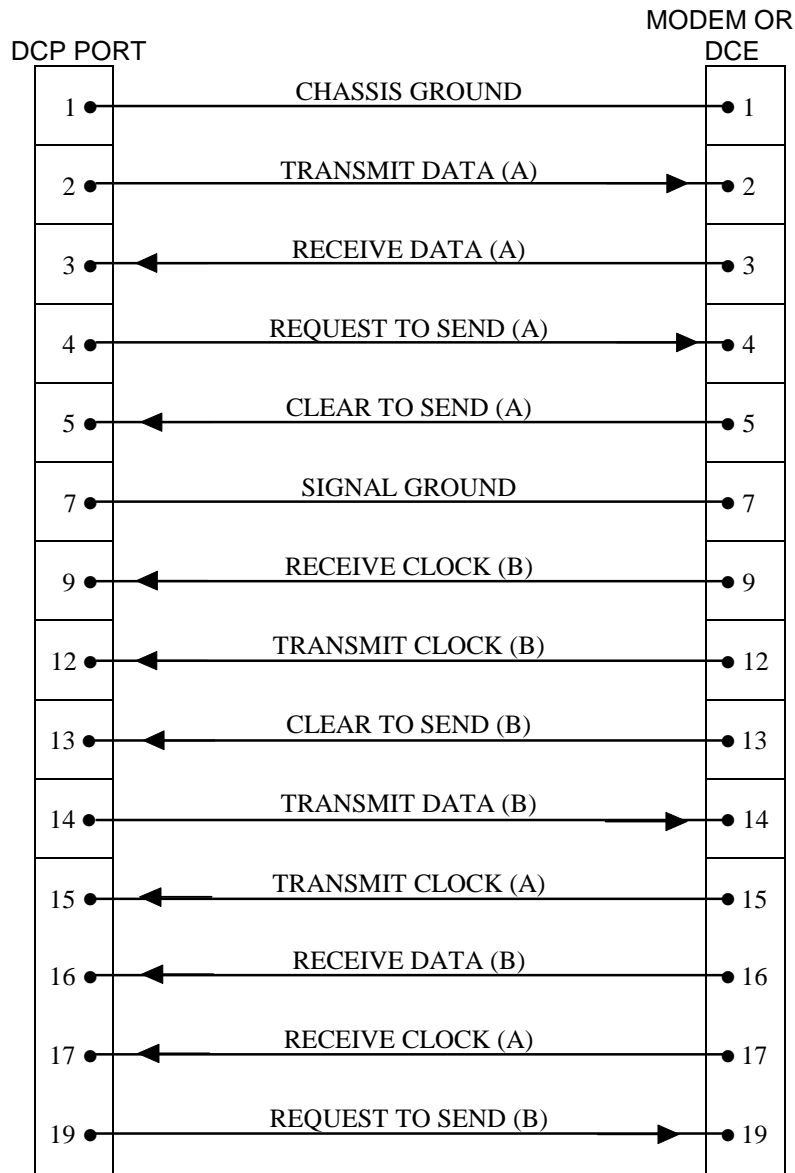 MODEM OR
DCP PORT DCE
1 CHASSIS GROUND 1
2 TRANSMIT DATA (A) 2
3 RECEIVE DATA (A) 3
4 REQUEST TO SEND (A) 4
5 CLEAR TO SEND (A) 5
7 SIGNAL GROUND 7
9 RECEIVE CLOCK (B) 9
12 TRANSMIT CLOCK (B) 12
13 CLEAR TO SEND (B) 13
14 TRANSMIT DATA (B) 14
15 TRANSMIT CLOCK (A) 15
16 RECEIVE DATA (B) 16
17 RECEIVE CLOCK (A) 17
19 REQUEST TO SEND (B) 19